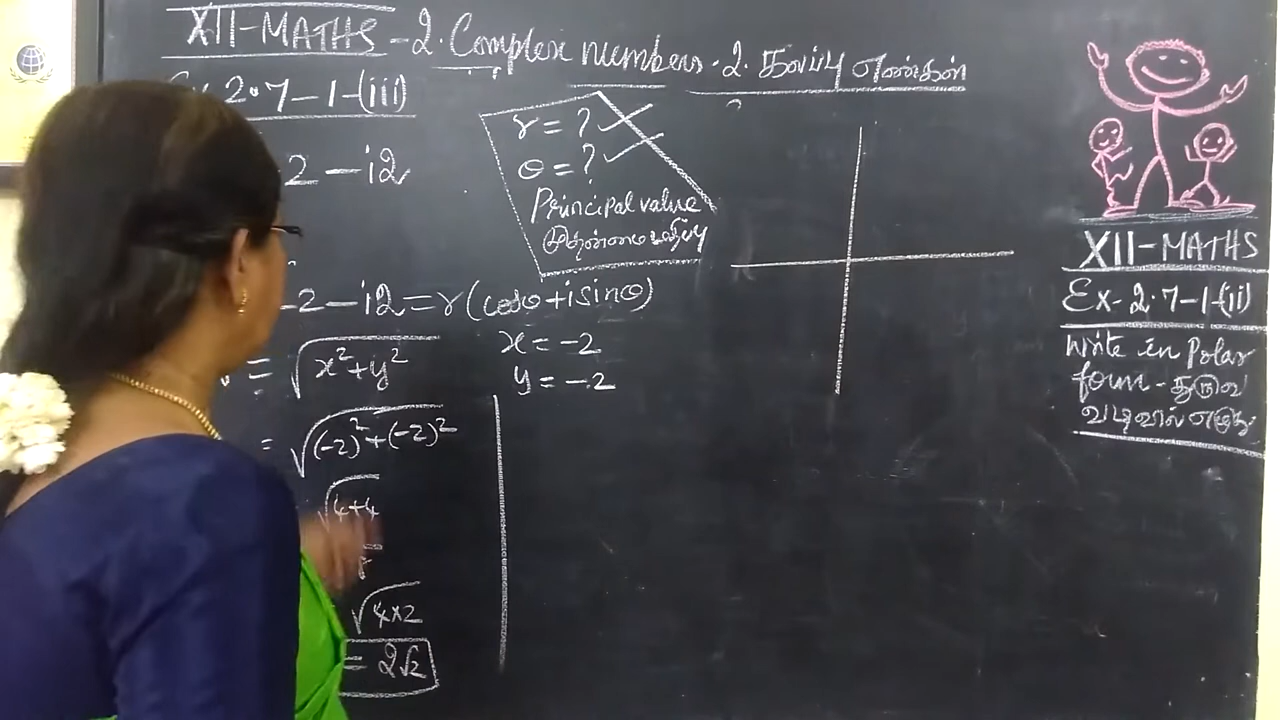 XII-MATHS - 2. Complex numbers - 2. கலப்பு எண்கள்
2.7-1-(iii)
2 - i2
r = ?
θ = ?
Principal value
முதன்மை மதிப்பு
-2 - i2 = r (cosθ + i sinθ)
= √x² + y²
x = -2
y = -2
= √(-2)² + (-2)²
√4+4
√4×2
= 2√2
XII-MATHS
Ex-2.7-1-(ii)
Write in Polar
form - துருவ
வடிவில் எழுது